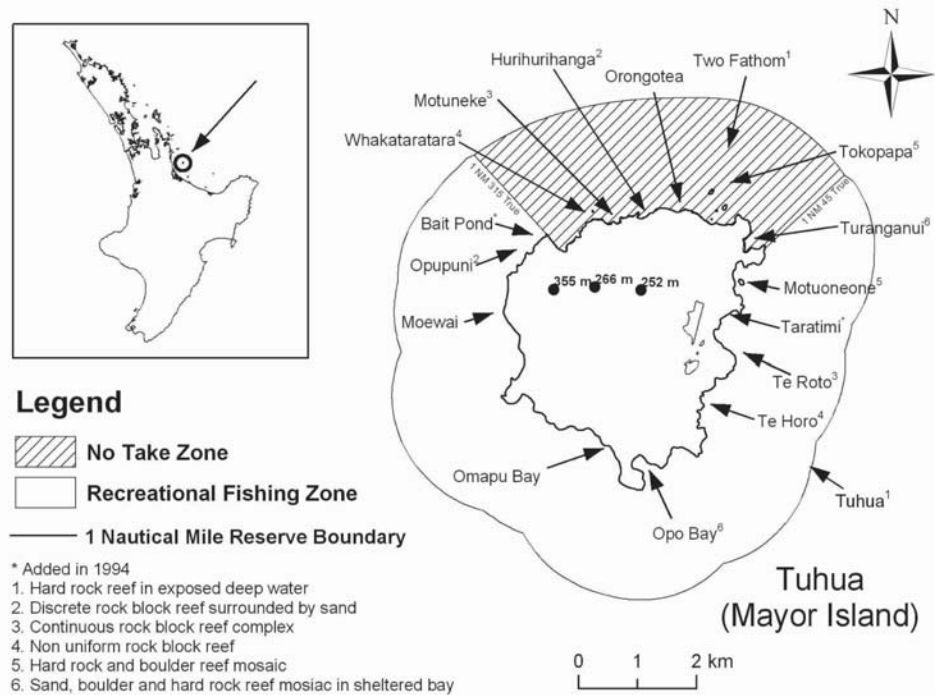 N
Hurihurihanga2
Two Fathom1
Orongotea
Motuneke3
Whakataratara4
Tokopapa5
1 NM 315 True
1 NM 45 True
Bait Pond*
Turanganui6
Opupuni2
355 m
266 m
252 m
Motuoneone5
Moewai
Taratimi*
Te Roto3
Te Horo4
Omapu Bay
Tuhua1
Opo Bay6
Legend
No Take Zone
Recreational Fishing Zone
1 Nautical Mile Reserve Boundary
* Added in 1994
1. Hard rock reef in exposed deep water
2. Discrete rock block reef surrounded by sand
3. Continuous rock block reef complex
4. Non uniform rock block reef
5. Hard rock and boulder reef mosaic
6. Sand, boulder and hard rock reef mosiac in sheltered bay
Tuhua
(Mayor Island)
0 1 2 km